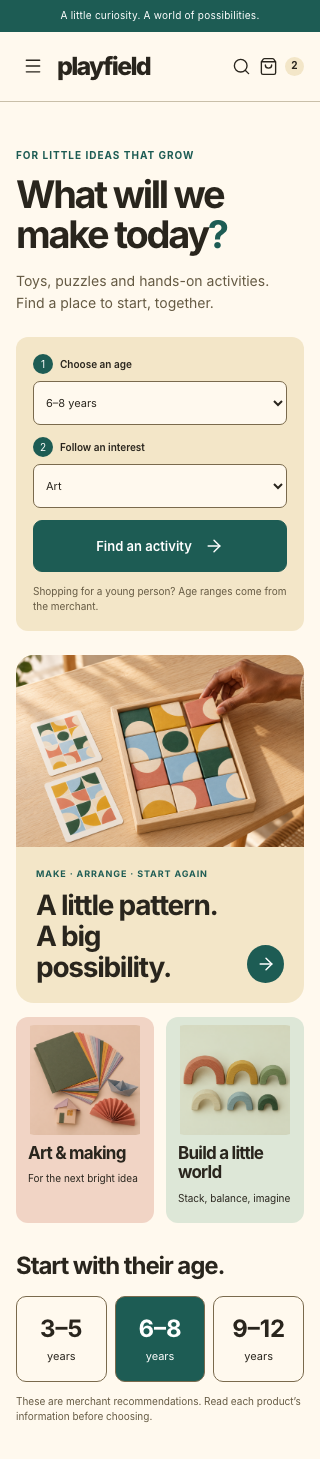 A little curiosity. A world of possibilities.
playfield
2
FOR LITTLE IDEAS THAT GROW
What will we
make today?
Toys, puzzles and hands-on activities.
Find a place to start, together.
1 Choose an age
6–8 years
2 Follow an interest
Art
Find an activity
Shopping for a young person? Age ranges come from
the merchant.
MAKE · ARRANGE · START AGAIN
A little pattern.
A big
possibility.
Art & making
For the next bright idea
Build a little
world
Stack, balance, imagine
Start with their age.
3–5
years
6–8
years
9–12
years
These are merchant recommendations. Read each product’s
information before choosing.